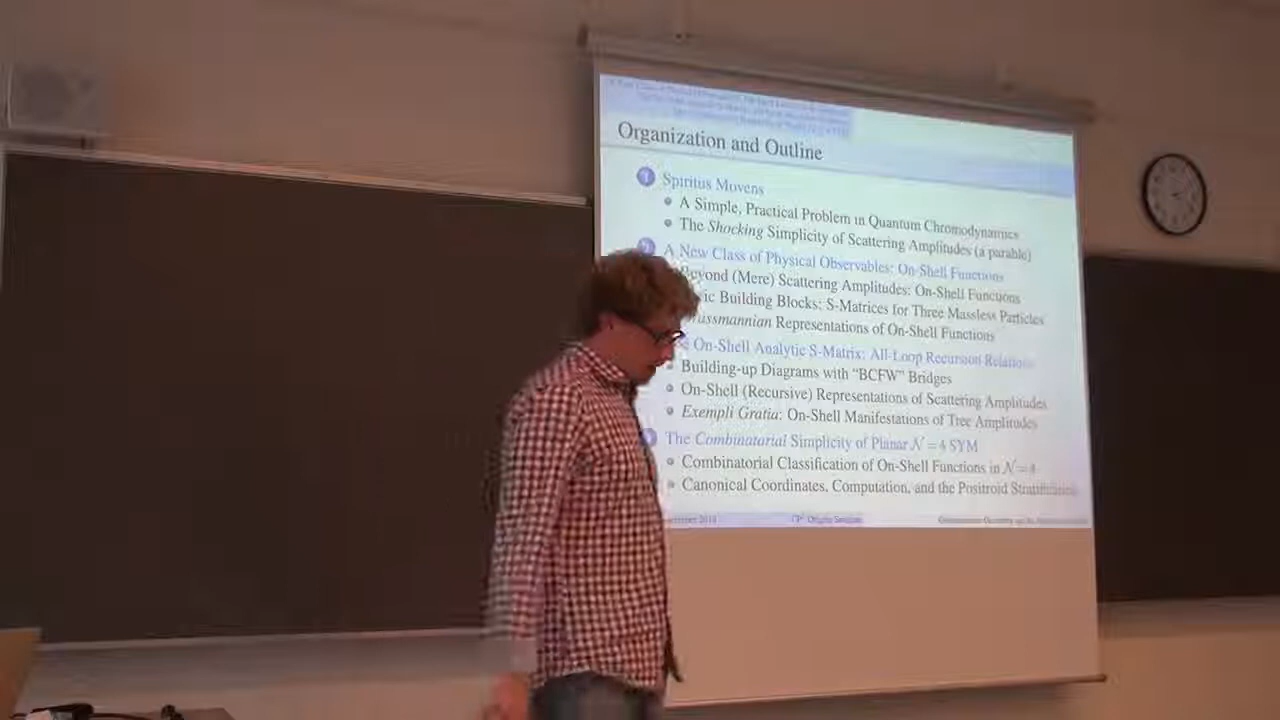 Organization and Outline
1 Spiritus Movens
A Simple, Practical Problem in Quantum Chromodynamics
The Shocking Simplicity of Scattering Amplitudes (a parable)
2 A New Class of Physical Observables: On-Shell Functions
Beyond (Mere) Scattering Amplitudes: On-Shell Functions
Building Blocks: S-Matrices for Three Massless Particles
Representations of On-Shell Functions
On-Shell Analytic S-Matrix: All-Loop Recursion
Building-up Diagrams with “BCFW” Bridges
On-Shell (Recursive) Representations of Scattering Amplitudes
Exempli Gratia: On-Shell Manifestations of Tree Amplitudes
The Combinatorial Simplicity of Planar N = 4 SYM
Combinatorial Classification of On-Shell Functions in N = 4
Canonical Coordinates, Computation, and the Positroid